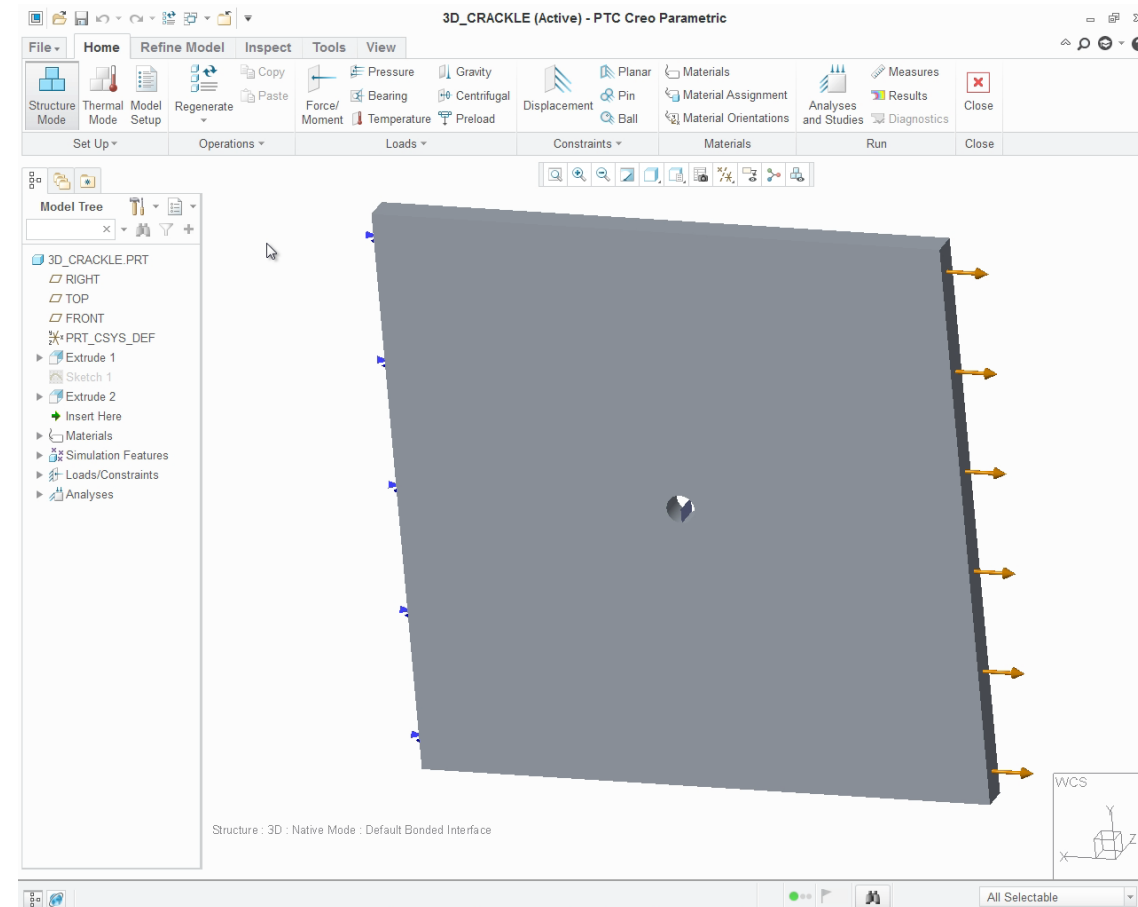 3D_CRACKLE (Active) - PTC Creo Parametric
File Home Refine Model Inspect Tools View
Structure Mode
Thermal Mode
Model Setup
Regenerate
Copy
Paste
Force/ Moment
Pressure
Bearing
Temperature
Gravity
Centrifugal
Preload
Displacement
Planar
Pin
Ball
Materials
Material Assignment
Material Orientations
Analyses and Studies
Measures
Results
Diagnostics
Close
Set Up Operations Loads Constraints Materials Run Close
Model Tree
3D_CRACKLE.PRT
RIGHT
TOP
FRONT
PRT_CSYS_DEF
Extrude 1
Sketch 1
Extrude 2
Insert Here
Materials
Simulation Features
Loads/Constraints
Analyses
WCS
Y
X
Z
Structure : 3D : Native Mode : Default Bonded Interface
All Selectable